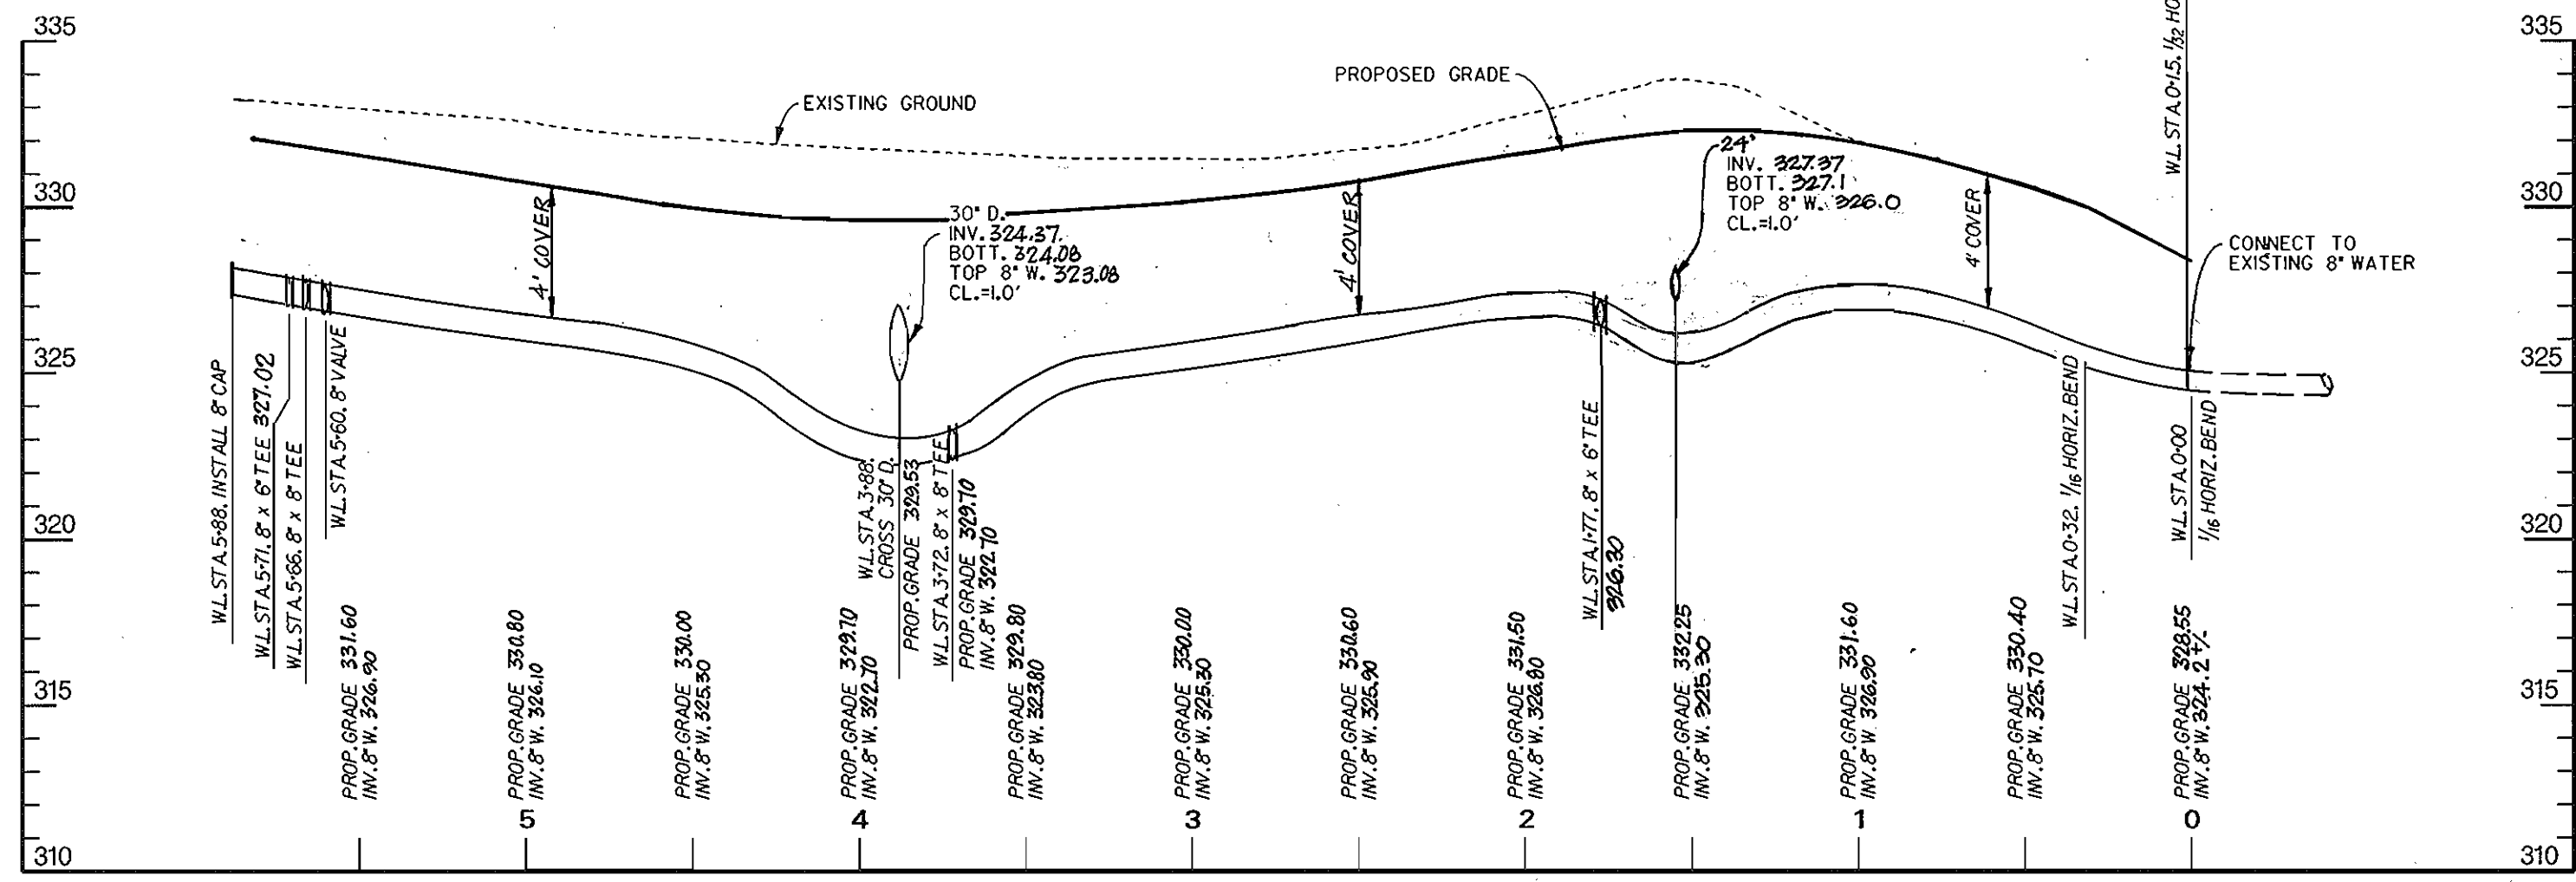 335
335
W.L.STA.0+15. 1/32 HO
PROPOSED GRADE
EXISTING GROUND
24"
INV. 327.37
BOTT. 327.1
TOP 8" W. 326.0
CL.=1.0'
330
330
4' COVER
30" D.
INV. 324.37.
BOTT. 324.08
TOP 8" W. 323.08
CL.=1.0'
4' COVER
4' COVER
CONNECT TO
EXISTING 8" WATER
325
325
W.L.STA.5+88. INSTALL 8" CAP
W.L.STA.5+71. 8" x 6" TEE 327.02
W.L.STA.5+66. 8" x 8" TEE
W.L.STA.5+60. 8" VALVE
W.L.STA.3+88.
CROSS 30" D.
PROP.GRADE 329.53
W.L.STA.3+72. 8" x 8" TEE
PROP.GRADE 329.70
INV.8" W. 322.70
W.L.STA.1+77. 8" x 6" TEE
326.30
W.L.STA.0+32. 1/16 HORIZ.BEND
W.L.STA.0+00
1/16 HORIZ.BEND
320
320
PROP.GRADE 331.60
INV.8" W. 326.90
PROP.GRADE 330.80
INV.8" W. 326.10
PROP.GRADE 330.00
INV.8" W. 325.30
PROP.GRADE 329.70
INV.8" W. 322.70
PROP.GRADE 329.80
INV.8" W. 323.80
PROP.GRADE 330.00
INV.8" W. 325.30
PROP.GRADE 330.60
INV.8" W. 325.90
PROP.GRADE 331.50
INV.8" W. 326.80
PROP.GRADE 332.25
INV.8" W. 325.30
PROP.GRADE 331.60
INV.8" W. 326.90
PROP.GRADE 330.40
INV.8" W. 325.70
PROP.GRADE 328.55
INV.8" W. 324.2 +/-
315
315
5 4 3 2 1 0
310
310